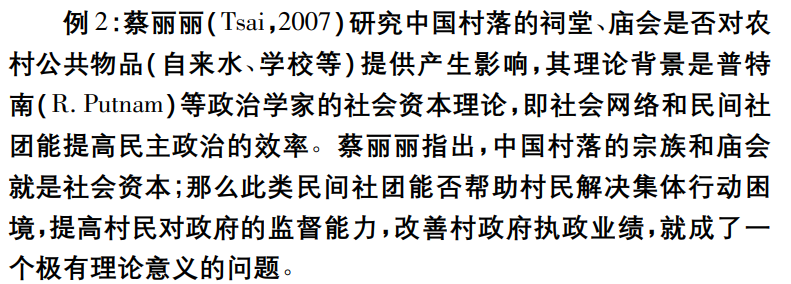 例2:蔡丽丽(Tsai,2007)研究中国村落的祠堂、庙会是否对农
村公共物品(自来水、学校等)提供产生影响,其理论背景是普特
南(R. Putnam)等政治学家的社会资本理论,即社会网络和民间社
团能提高民主政治的效率。蔡丽丽指出,中国村落的宗族和庙会
就是社会资本;那么此类民间社团能否帮助村民解决集体行动困
境,提高村民对政府的监督能力,改善村政府执政业绩,就成了一
个极有理论意义的问题。